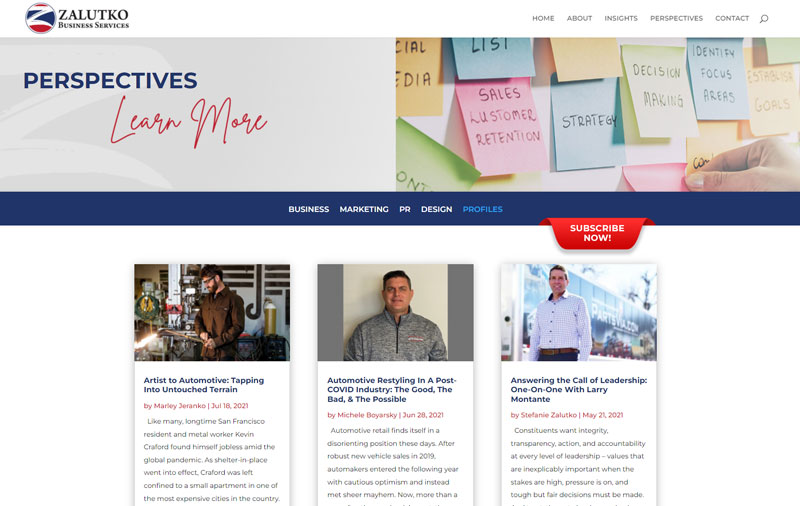 ZALUTKO
BUSINESS SERVICES
HOME ABOUT INSIGHTS PERSPECTIVES CONTACT
PERSPECTIVES
Learn More
CIAL
EDIA
LIST
SALES
KUSTOMER
RETENTION
STRATEGY
DECISION
MAKING
IDENTIFY
FOCUS
AREAS
ESTABLISH
GOALS
CONT
BUSINESS MARKETING PR DESIGN PROFILES
SUBSCRIBE
NOW!
PARTSVIA.COM
Artist to Automotive: Tapping
Into Untouched Terrain
by Marley Jeranko | Jul 18, 2021
Like many, longtime San Francisco
resident and metal worker Kevin
Craford found himself jobless amid the
global pandemic. As shelter-in-place
went into effect, Craford was left
confined to a small apartment in one of
the most expensive cities in the country.
Automotive Restyling In A Post-
COVID Industry: The Good, The
Bad, & The Possible
by Michele Boyarsky | Jun 28, 2021
Automotive retail finds itself in a
disorienting position these days. After
robust new vehicle sales in 2019,
automakers entered the following year
with cautious optimism and instead
met sheer mayhem. Now, more than a
Answering the Call of Leadership:
One-On-One With Larry
Montante
by Stefanie Zalutko | May 21, 2021
Constituents want integrity,
transparency, action, and accountability
at every level of leadership – values that
are inexplicably important when the
stakes are high, pressure is on, and
tough but fair decisions must be made.